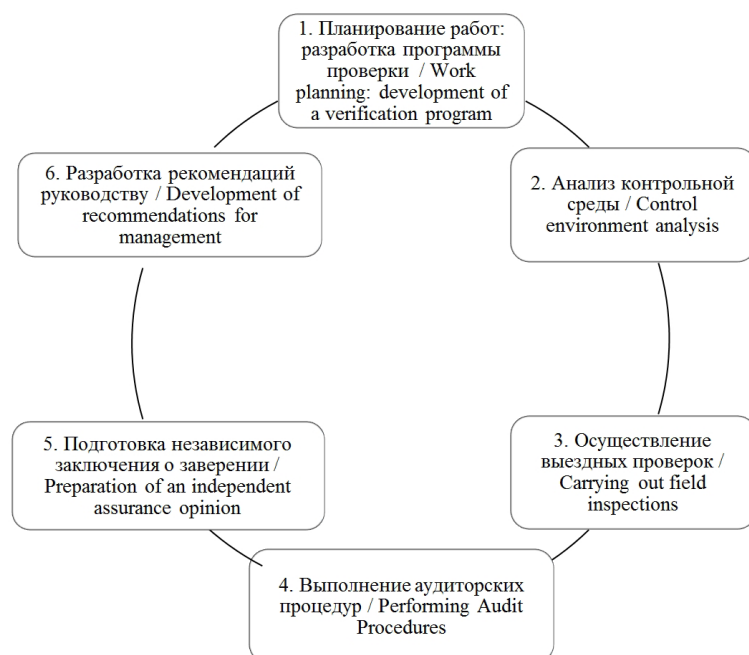 1. Планирование работ:
разработка программы
проверки / Work
planning: development of
a verification program
2. Анализ контрольной
среды / Control
environment analysis
3. Осуществление
выездных проверок /
Carrying out field
inspections
4. Выполнение аудиторских
процедур / Performing Audit
Procedures
5. Подготовка независимого
заключения о заверении /
Preparation of an independent
assurance opinion
6. Разработка рекомендаций
руководству / Development of
recommendations for
management